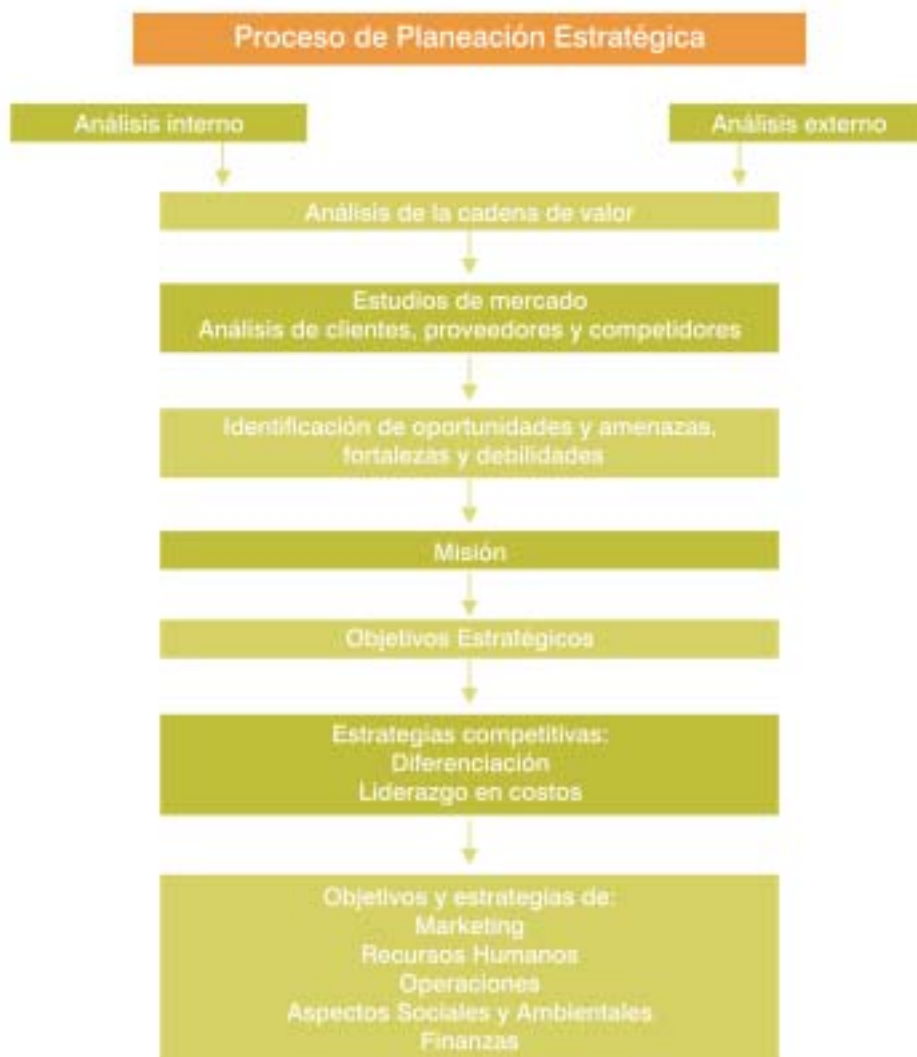 Proceso de Planeación Estratégica
Análisis interno
Análisis externo
Análisis de la cadena de valor
Estudios de mercado
Análisis de clientes, proveedores y competidores
Identificación de oportunidades y amenazas,
fortalezas y debilidades
Misión
Objetivos Estratégicos
Estrategias competitivas:
Diferenciación
Liderazgo en costos
Objetivos y estrategias de:
Marketing
Recursos Humanos
Operaciones
Aspectos Sociales y Ambientales
Finanzas